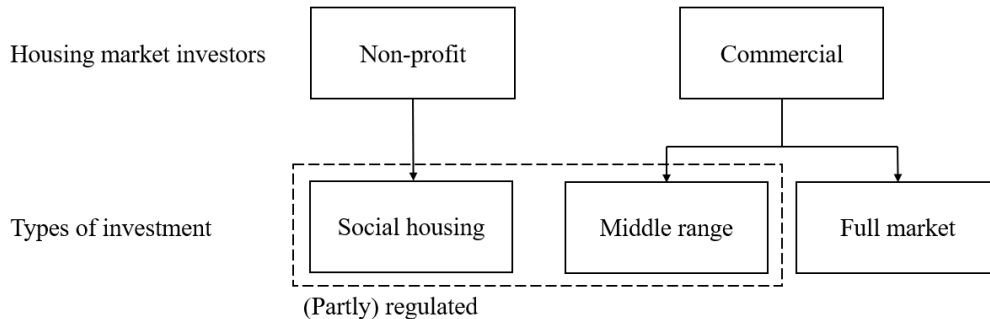 Housing market investors
Non-profit
Commercial
Types of investment
Social housing
Middle range
Full market
(Partly) regulated